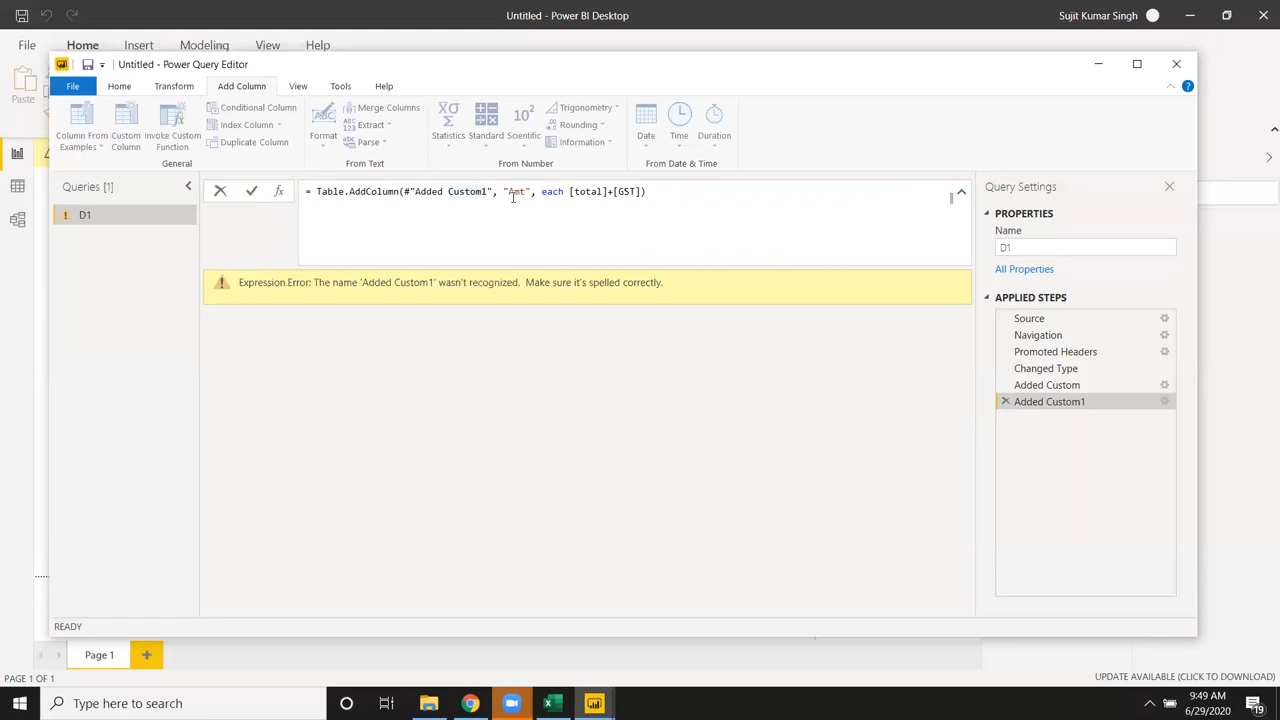 Untitled - Power BI Desktop
Sujit Kumar Singh
File Home Insert Modeling View Help
Paste
Untitled - Power Query Editor
File Home Transform Add Column View Tools Help
Column From Examples
Custom Column
Invoke Custom Function
Conditional Column
Index Column
Duplicate Column
General
Format
Merge Columns
Extract
Parse
From Text
Statistics
Standard
Scientific
Trigonometry
Rounding
Information
From Number
Date
Time
Duration
From Date & Time
Queries [1]
D1
= Table.AddColumn(#"Added Custom1", "Amt", each [total]+[GST])
Expression.Error: The name 'Added Custom1' wasn't recognized. Make sure it's spelled correctly.
Query Settings
PROPERTIES
Name
D1
All Properties
APPLIED STEPS
Source
Navigation
Promoted Headers
Changed Type
Added Custom
Added Custom1
READY
Page 1
PAGE 1 OF 1
UPDATE AVAILABLE (CLICK TO DOWNLOAD)
Type here to search
9:49 AM
6/29/2020
19